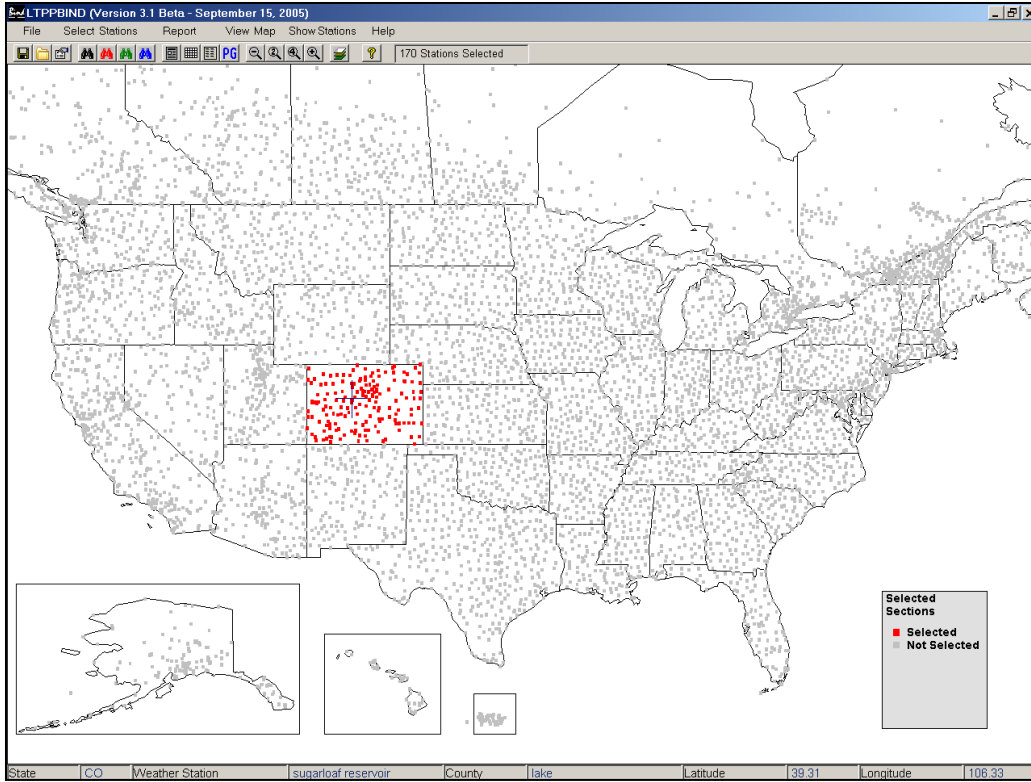 LTPPBIND (Version 3.1 Beta - September 15, 2005)
File Select Stations Report View Map Show Stations Help
PG 2 4 ? 170 Stations Selected
Selected
Sections
Selected
Not Selected
State CO Weather Station sugarloaf reservoir County lake Latitude 39.31 Longitude 106.33